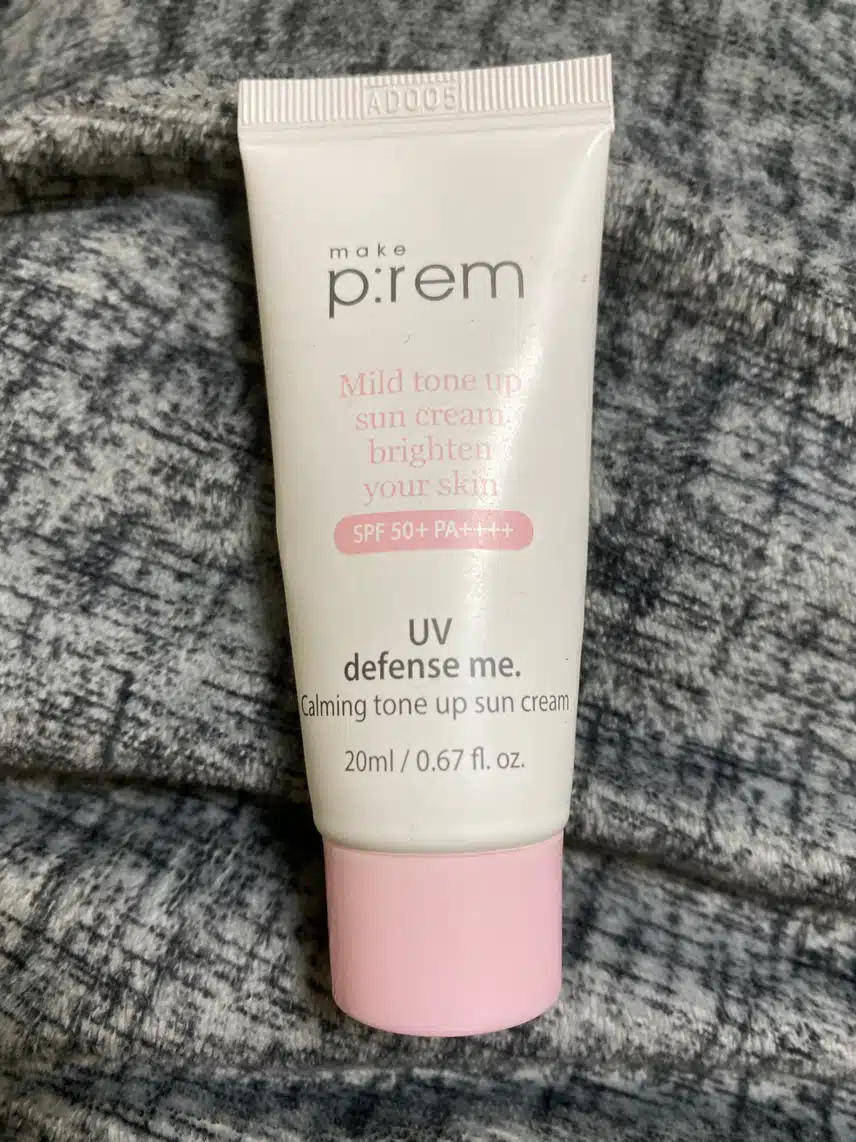 AD005
make
p:rem
Mild tone up
sun cream.
brighten
your skin
SPF 50+ PA++++
UV
defense me.
Calming tone up sun cream
20ml / 0.67 fl. oz.